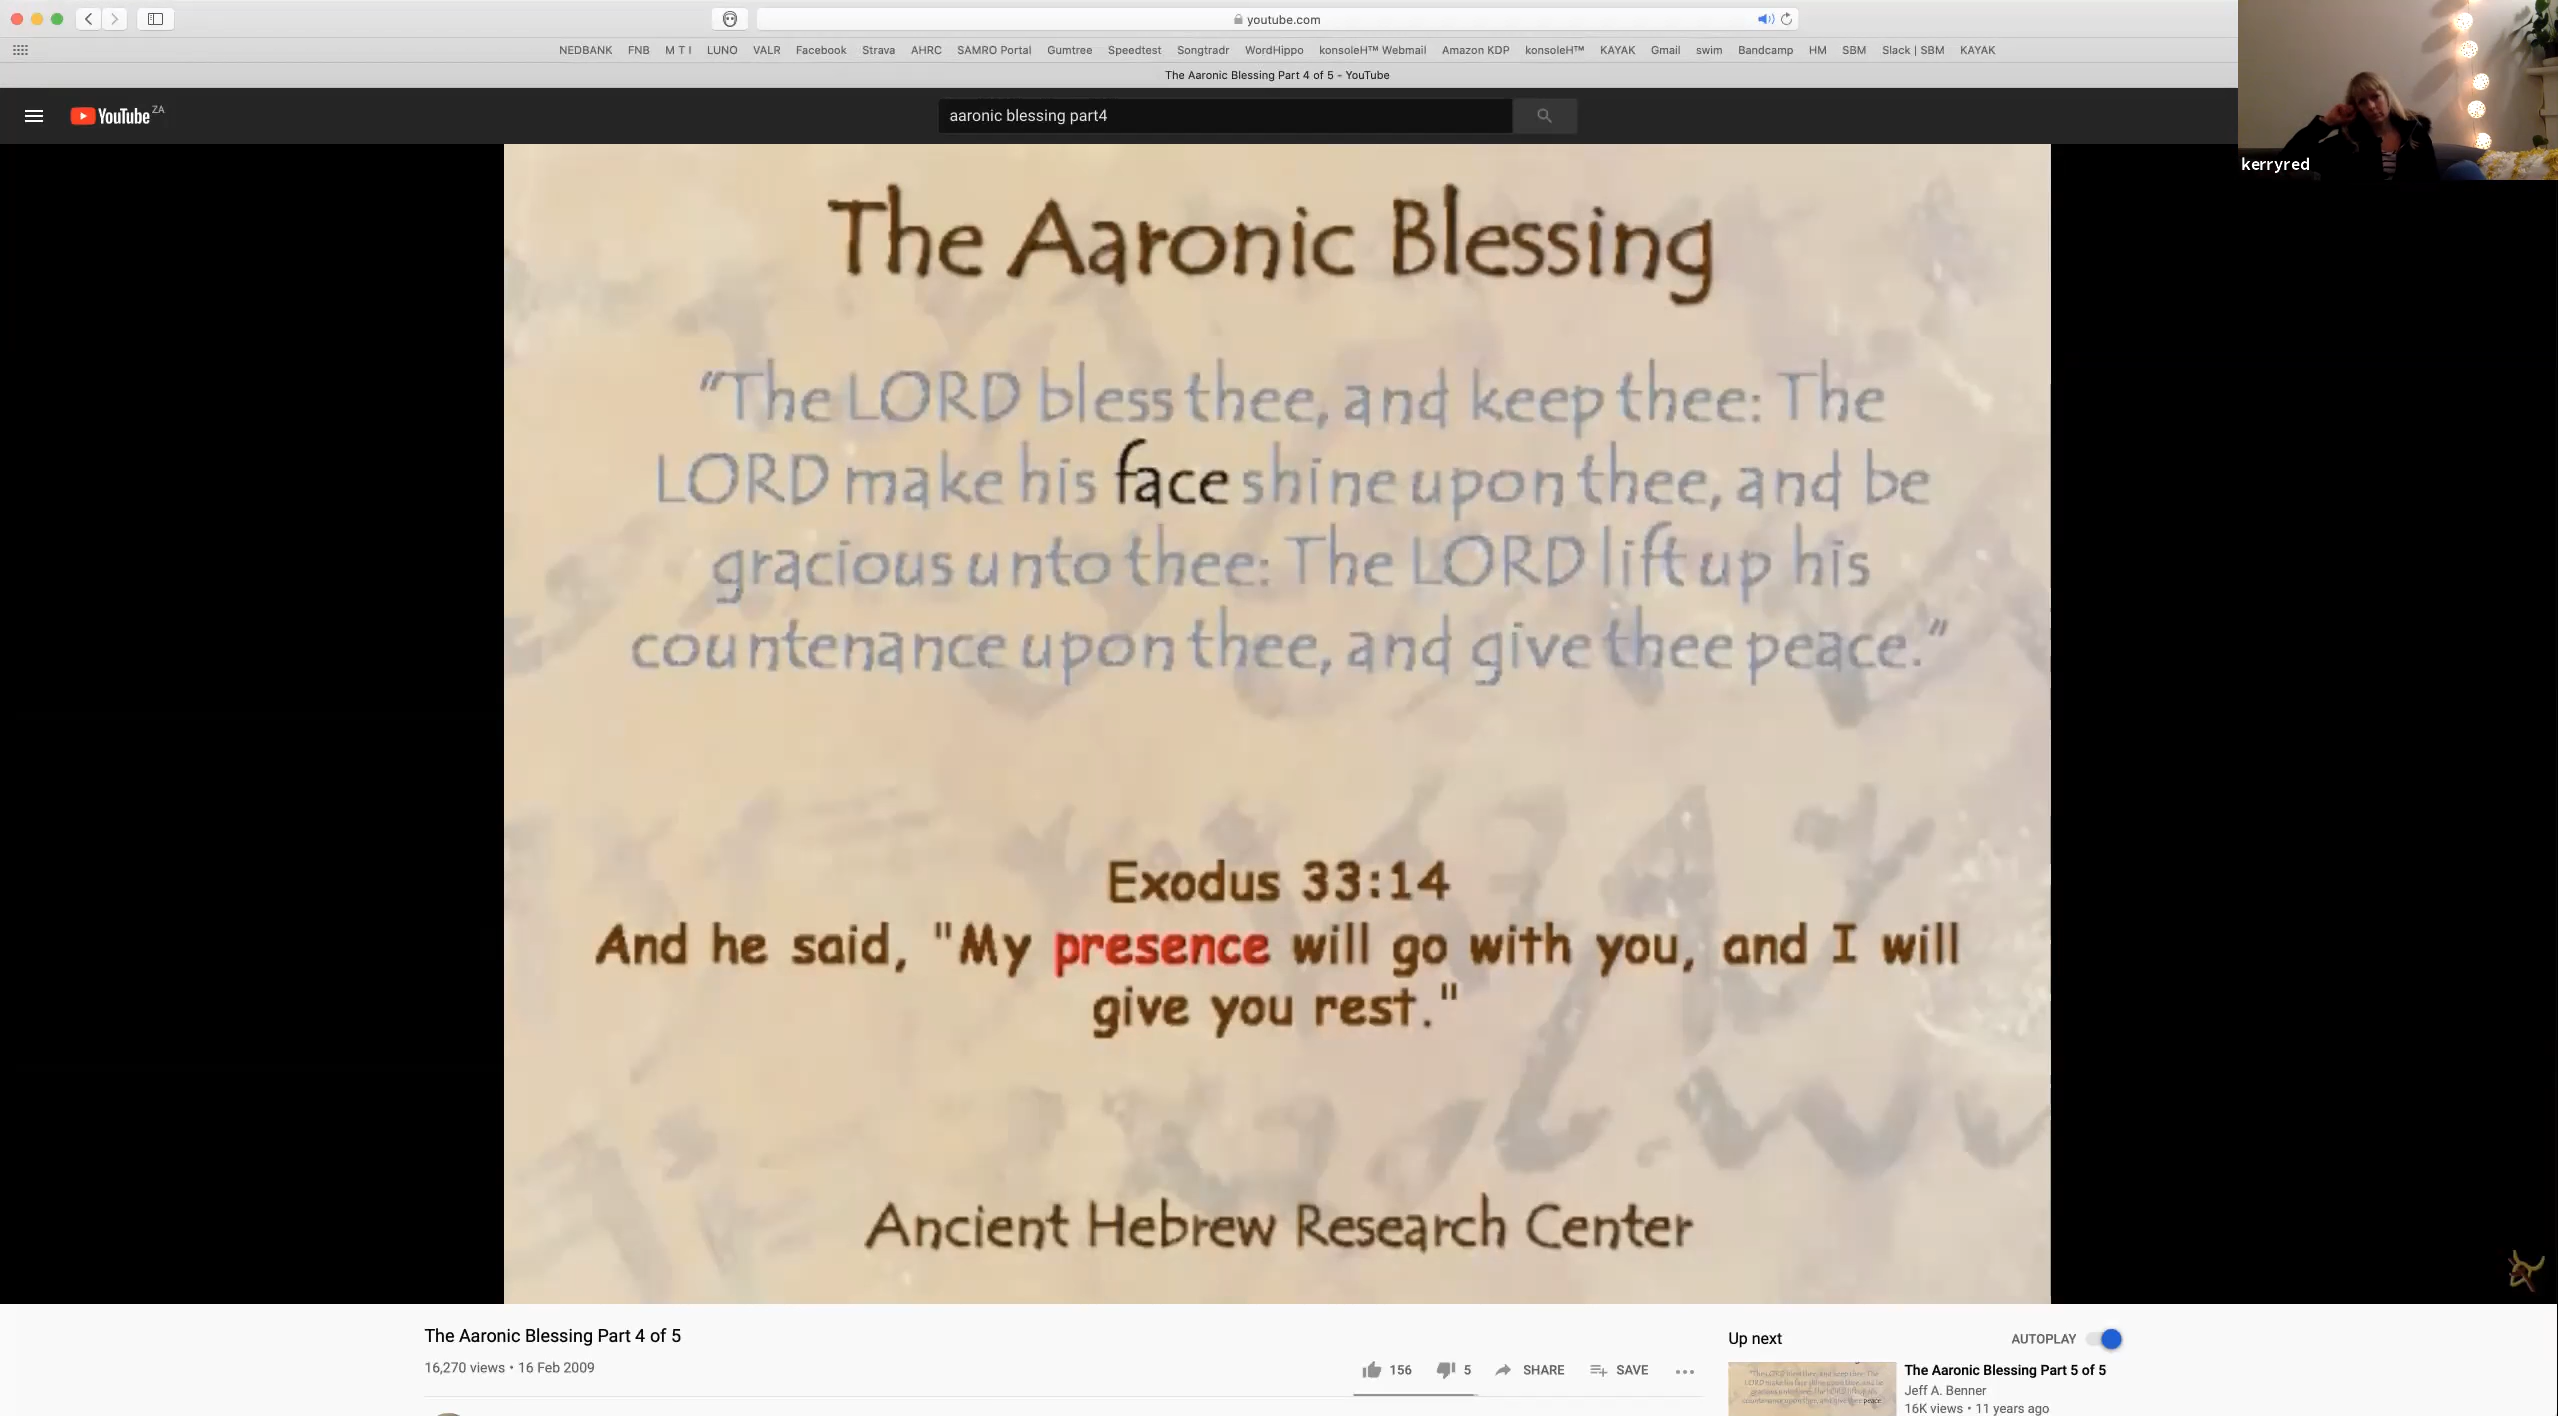 youtube.com
NEDBANK FNB M T I LUNO VALR Facebook Strava AHRC SAMRO Portal Gumtree Speedtest Songtradr WordHippo konsoleH™ Webmail Amazon KDP konsoleH™ KAYAK Gmail swim Bandcamp HM SBM Slack | SBM KAYAK
The Aaronic Blessing Part 4 of 5 - YouTube
YouTube ZA
aaronic blessing part4
kerryred
The Aaronic Blessing
“The LORD bless thee, and keep thee: The
LORD make his face shine upon thee, and be
gracious unto thee: The LORD lift up his
countenance upon thee, and give thee peace.”
Exodus 33:14
And he said, "My presence will go with you, and I will
give you rest."
Ancient Hebrew Research Center
The Aaronic Blessing Part 4 of 5
16,270 views • 16 Feb 2009
156 5 SHARE SAVE
Up next AUTOPLAY
The Aaronic Blessing Part 5 of 5
Jeff A. Benner
16K views • 11 years ago